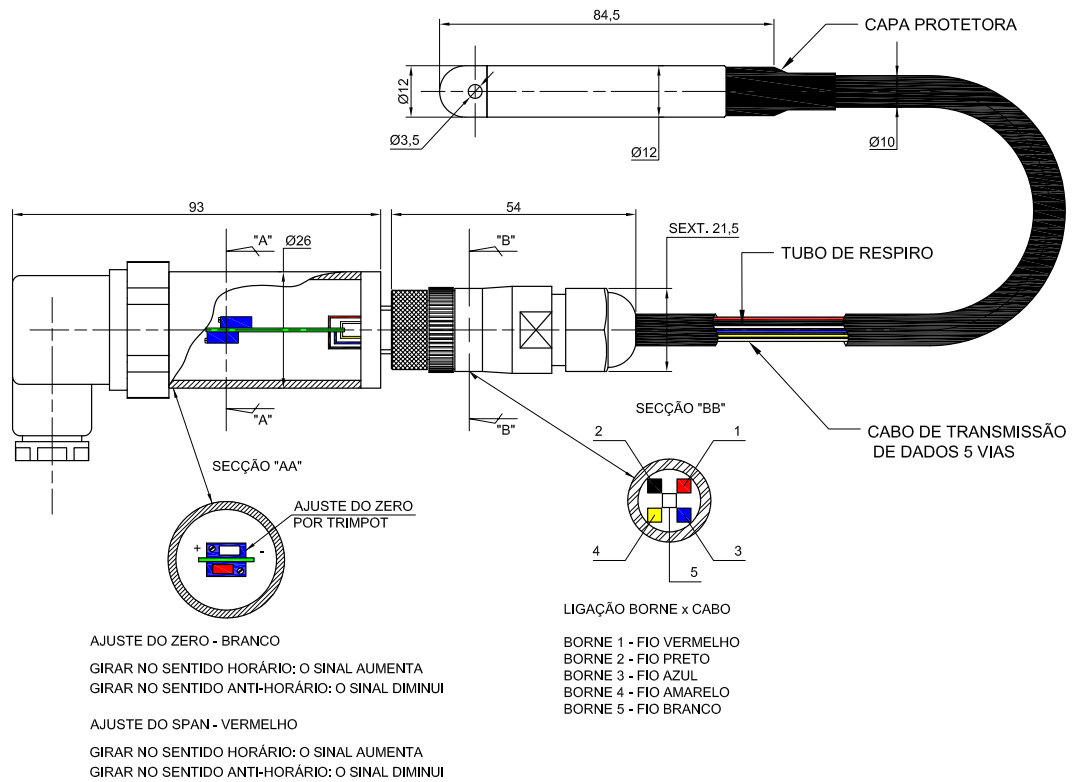 84,5
CAPA PROTETORA
Ø12
Ø3,5
Ø12
Ø10
93
54
"A"
Ø26
"B"
SEXT. 21,5
TUBO DE RESPIRO
"A"
"B"
SECÇÃO "BB"
2
1
CABO DE TRANSMISSÃO
DE DADOS 5 VIAS
SECÇÃO "AA"
AJUSTE DO ZERO
POR TRIMPOT
+
-
4
3
5
LIGAÇÃO BORNE x CABO
BORNE 1 - FIO VERMELHO
BORNE 2 - FIO PRETO
BORNE 3 - FIO AZUL
BORNE 4 - FIO AMARELO
BORNE 5 - FIO BRANCO
AJUSTE DO ZERO - BRANCO
GIRAR NO SENTIDO HORÁRIO: O SINAL AUMENTA
GIRAR NO SENTIDO ANTI-HORÁRIO: O SINAL DIMINUI
AJUSTE DO SPAN - VERMELHO
GIRAR NO SENTIDO HORÁRIO: O SINAL AUMENTA
GIRAR NO SENTIDO ANTI-HORÁRIO: O SINAL DIMINUI